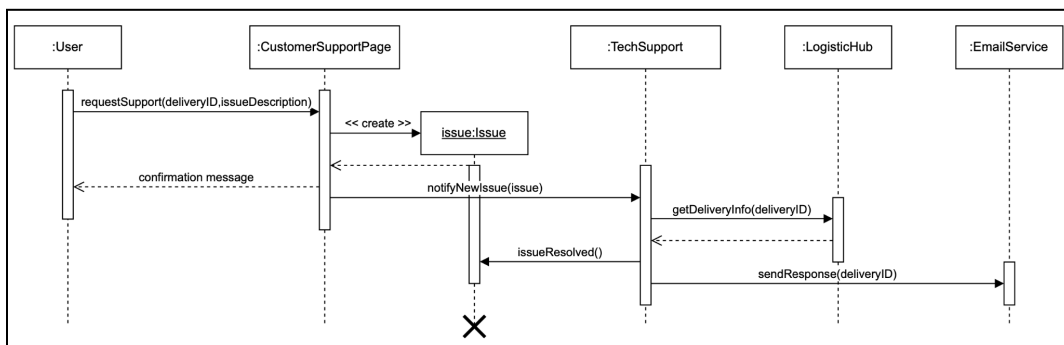 :User
:CustomerSupportPage
:TechSupport
:LogisticHub
:EmailService
requestSupport(deliveryID,issueDescription)
<< create >>
issue:Issue
confirmation message
notifyNewIssue(issue)
getDeliveryInfo(deliveryID)
issueResolved()
sendResponse(deliveryID)